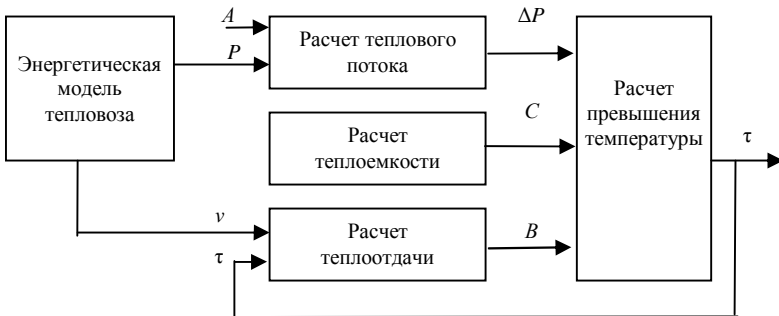 Энергетическая
модель
тепловоза
A
P
Расчет теплового
потока
ΔP
Расчет
теплоемкости
C
Расчет
превышения
температуры
τ
v
τ
Расчет
теплоотдачи
B